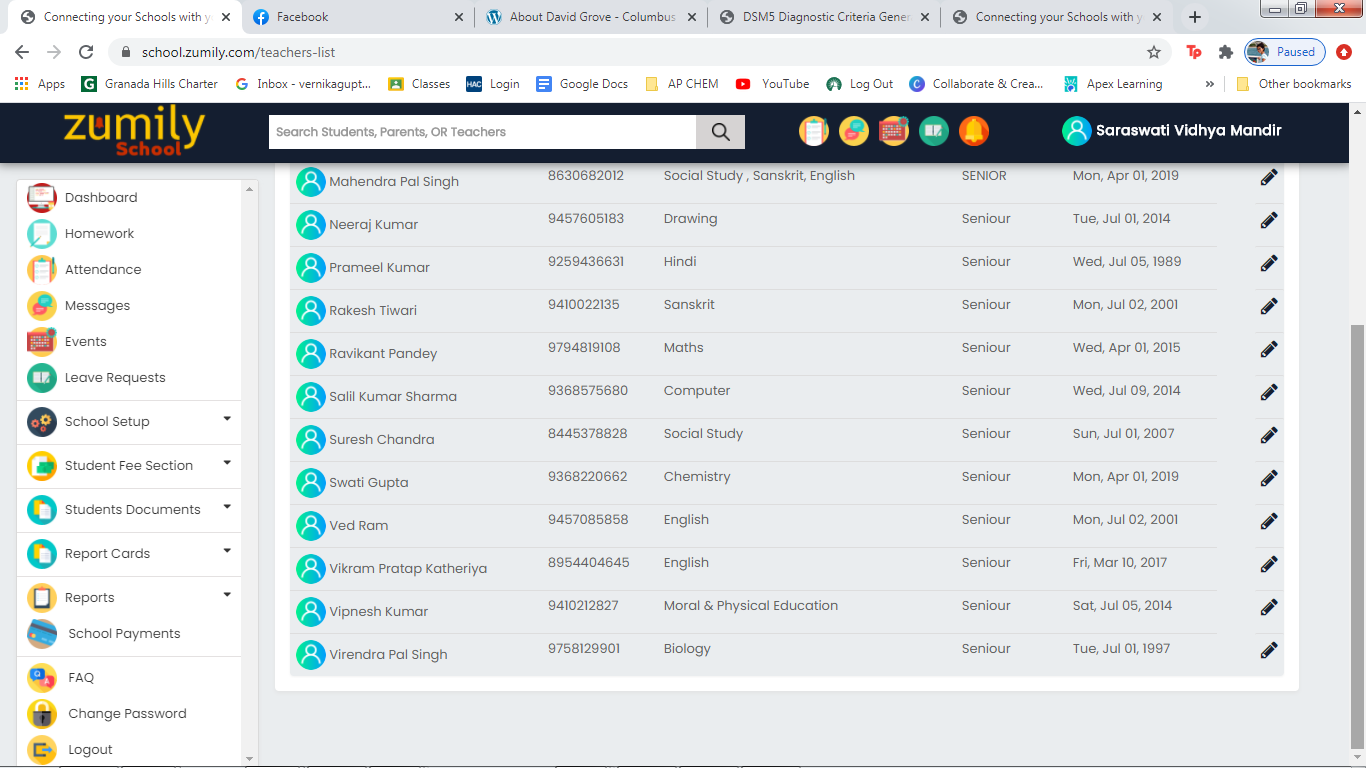 Connecting your Schools with y
Facebook
About David Grove - Columbus
DSM5 Diagnostic Criteria Gener
Connecting your Schools with y
school.zumily.com/teachers-list
Paused
Apps
Granada Hills Charter
Inbox - vernikagupt...
Classes
HAC Login
Google Docs
AP CHEM
YouTube
Log Out
Collaborate & Crea...
Apex Learning
»
Other bookmarks
zumily School
Search Students, Parents, OR Teachers
Saraswati Vidhya Mandir
Dashboard
Homework
Attendance
Messages
Events
Leave Requests
School Setup
Student Fee Section
Students Documents
Report Cards
Reports
School Payments
FAQ
Change Password
Logout
Mahendra Pal Singh 8630682012 Social Study , Sanskrit, English SENIOR Mon, Apr 01, 2019
Neeraj Kumar 9457605183 Drawing Seniour Tue, Jul 01, 2014
Prameel Kumar 9259436631 Hindi Seniour Wed, Jul 05, 1989
Rakesh Tiwari 9410022135 Sanskrit Seniour Mon, Jul 02, 2001
Ravikant Pandey 9794819108 Maths Seniour Wed, Apr 01, 2015
Salil Kumar Sharma 9368575680 Computer Seniour Wed, Jul 09, 2014
Suresh Chandra 8445378828 Social Study Seniour Sun, Jul 01, 2007
Swati Gupta 9368220662 Chemistry Seniour Mon, Apr 01, 2019
Ved Ram 9457085858 English Seniour Mon, Jul 02, 2001
Vikram Pratap Katheriya 8954404645 English Seniour Fri, Mar 10, 2017
Vipnesh Kumar 9410212827 Moral & Physical Education Seniour Sat, Jul 05, 2014
Virendra Pal Singh 9758129901 Biology Seniour Tue, Jul 01, 1997